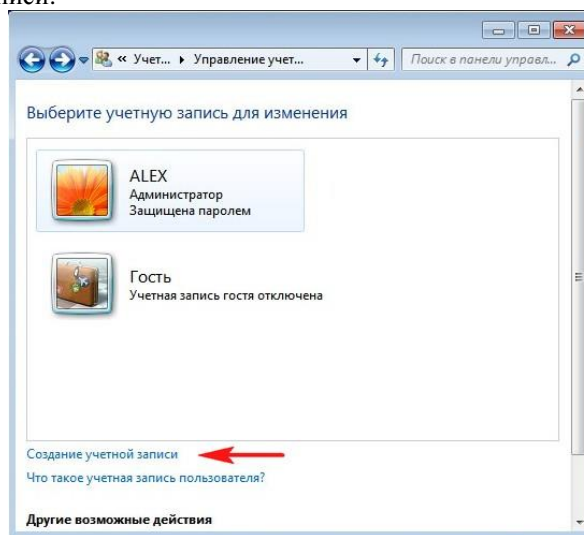 « Учет... ▸ Управление учет...
Поиск в панели управл...
Выберите учетную запись для изменения
ALEX
Администратор
Защищена паролем
Гость
Учетная запись гостя отключена
Создание учетной записи
Что такое учетная запись пользователя?
Другие возможные действия